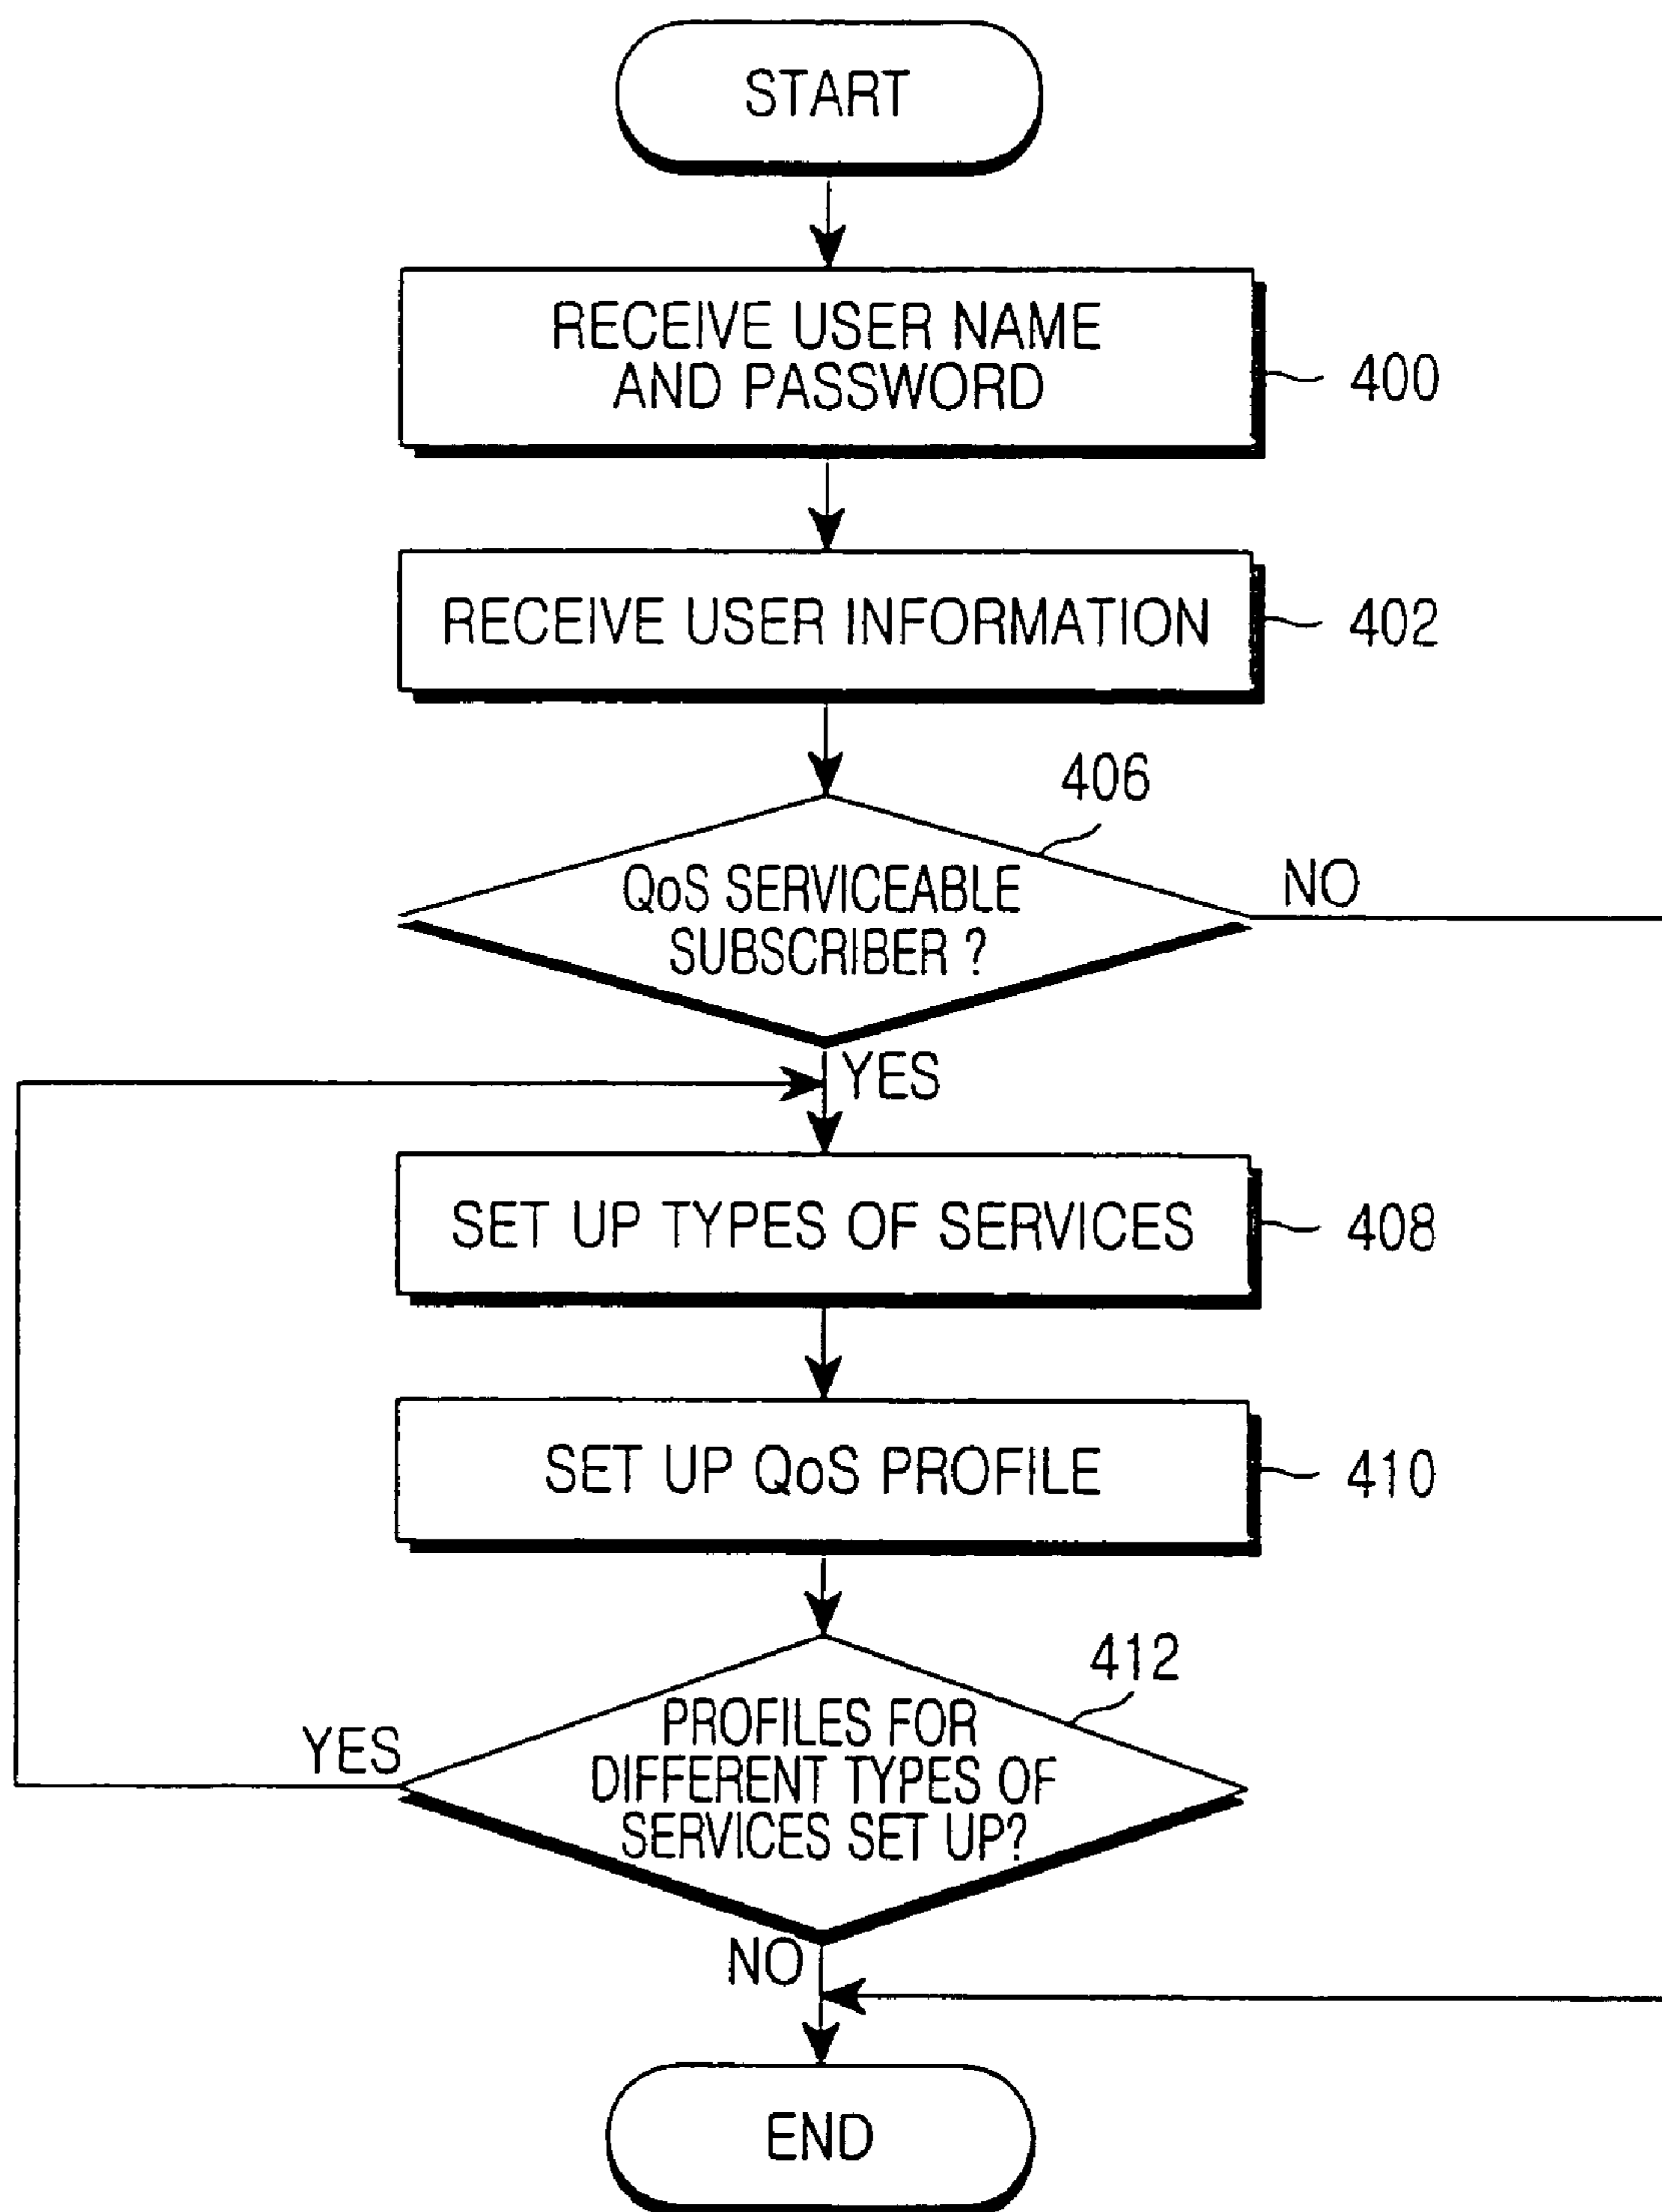 START
RECEIVE USER NAME
AND PASSWORD
400
RECEIVE USER INFORMATION
402
406
QoS SERVICEABLE
SUBSCRIBER ?
NO
YES
SET UP TYPES OF SERVICES
408
SET UP QoS PROFILE
410
412
PROFILES FOR
DIFFERENT TYPES OF
SERVICES SET UP?
YES
NO
END